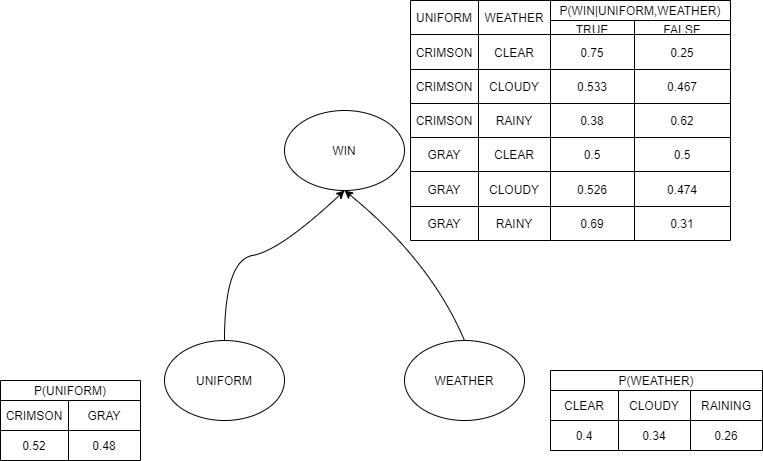 UNIFORM WEATHER P(WIN|UNIFORM,WEATHER)
TRUE FALSE
CRIMSON CLEAR 0.75 0.25
CRIMSON CLOUDY 0.533 0.467
CRIMSON RAINY 0.38 0.62
GRAY CLEAR 0.5 0.5
GRAY CLOUDY 0.526 0.474
GRAY RAINY 0.69 0.31
WIN
UNIFORM
WEATHER
P(UNIFORM)
CRIMSON GRAY
0.52 0.48
P(WEATHER)
CLEAR CLOUDY RAINING
0.4 0.34 0.26